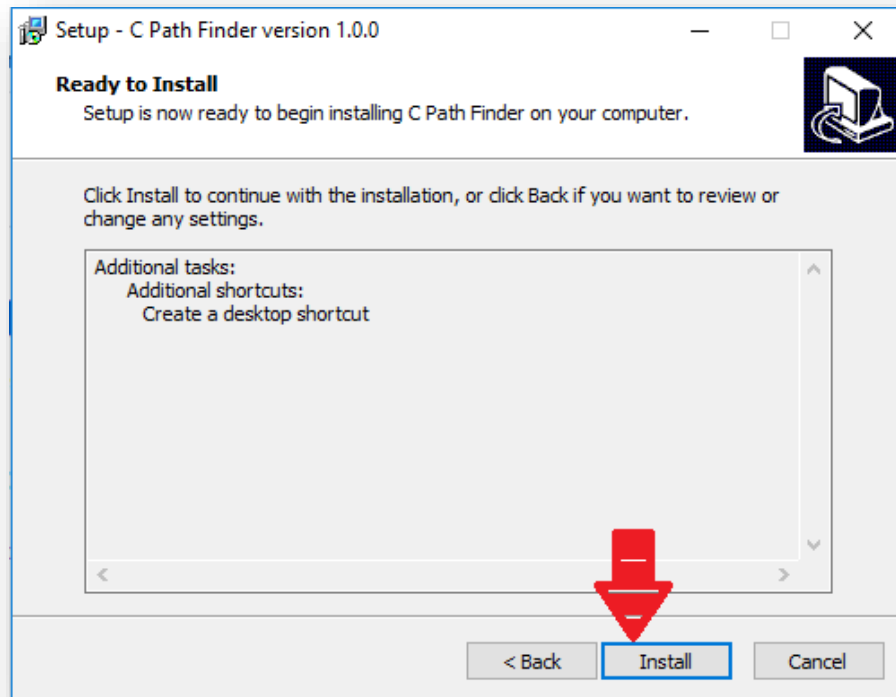 Setup - C Path Finder version 1.0.0
Ready to Install
Setup is now ready to begin installing C Path Finder on your computer.
Click Install to continue with the installation, or click Back if you want to review or
change any settings.
Additional tasks:
Additional shortcuts:
Create a desktop shortcut
< Back
Install
Cancel